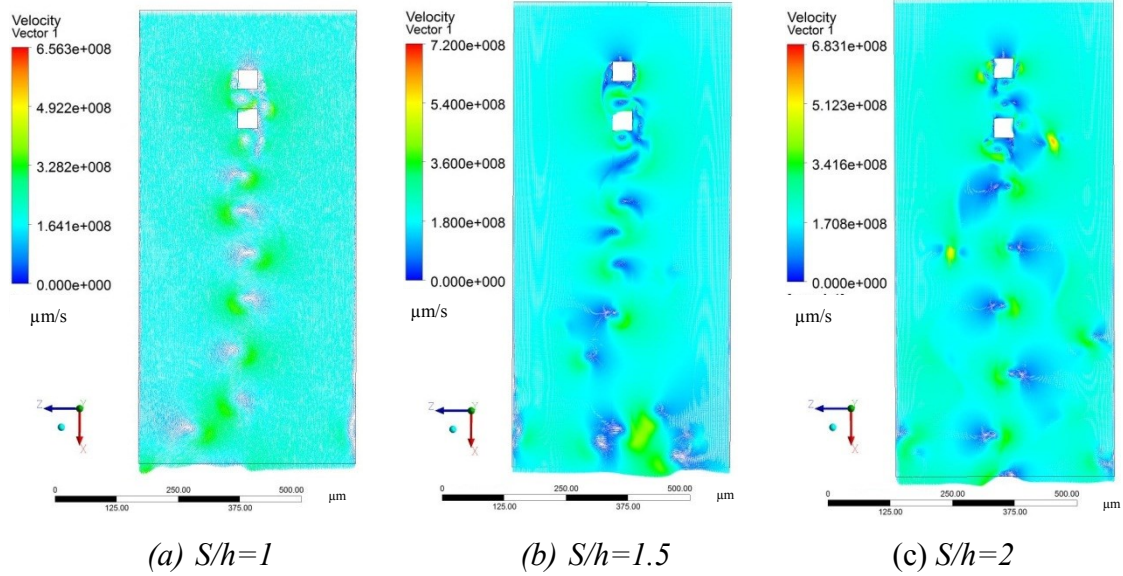 Velocity
Vector 1
6.563e+008
4.922e+008
3.282e+008
1.641e+008
0.000e+000
µm/s
Z
Y
X
0
250.00
500.00
µm
125.00
375.00
(a) S/h=1
Velocity
Vector 1
7.200e+008
5.400e+008
3.600e+008
1.800e+008
0.000e+000
µm/s
Z
Y
X
0
250.00
500.00
µm
125.00
375.00
(b) S/h=1.5
Velocity
Vector 1
6.831e+008
5.123e+008
3.416e+008
1.708e+008
0.000e+000
µm/s
Z
Y
X
0
250.00
500.00
µm
125.00
375.00
(c) S/h=2